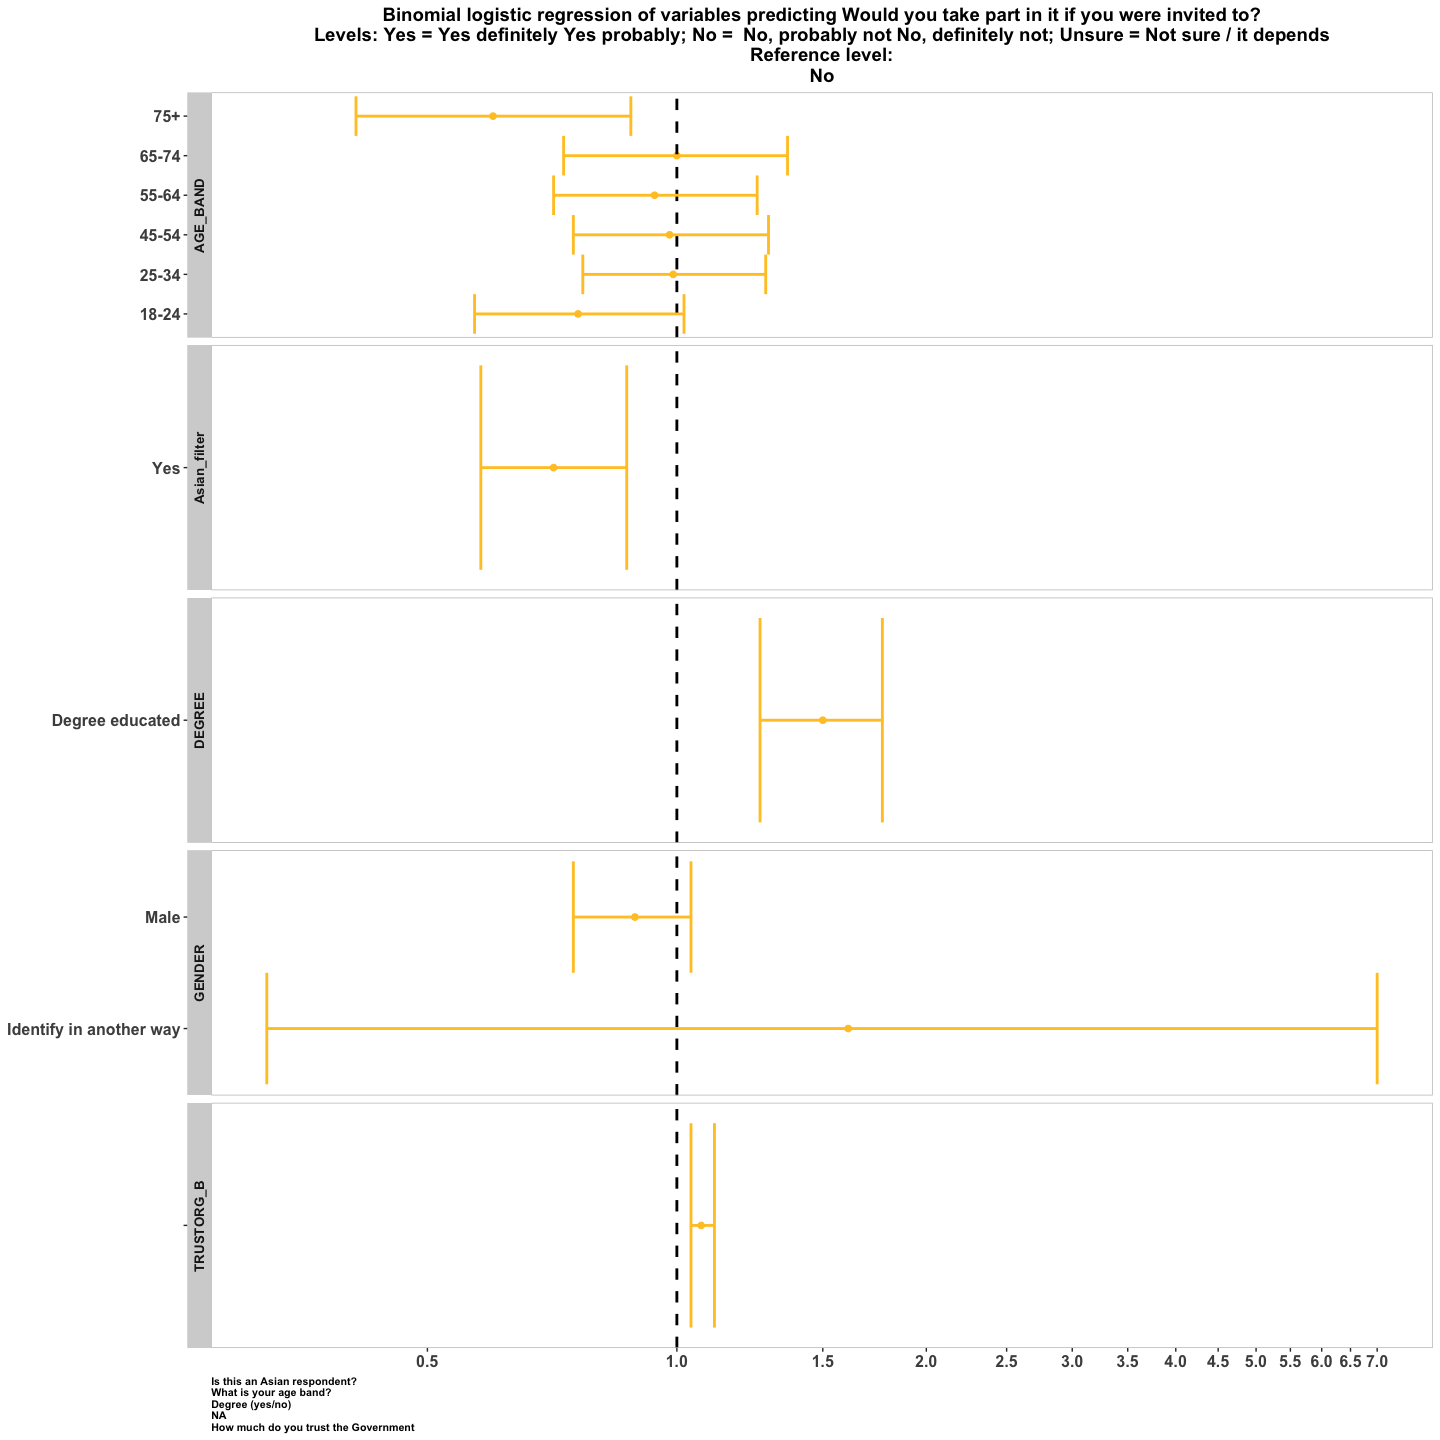 Binomial logistic regression of variables predicting Would you take part in it if you were invited to?
Levels: Yes = Yes definitely Yes probably; No =  No, probably not No, definitely not; Unsure = Not sure / it depends
Reference level:
No
AGE_BAND
75+
65-74
55-64
45-54
25-34
18-24
Asian_filter
Yes
DEGREE
Degree educated
GENDER
Male
Identify in another way
TRUSTORG_B
0.5 1.0 1.5 2.0 2.5 3.0 3.5 4.0 4.5 5.0 5.5 6.0 6.5 7.0
Is this an Asian respondent?
What is your age band?
Degree (yes/no)
NA
How much do you trust the Government